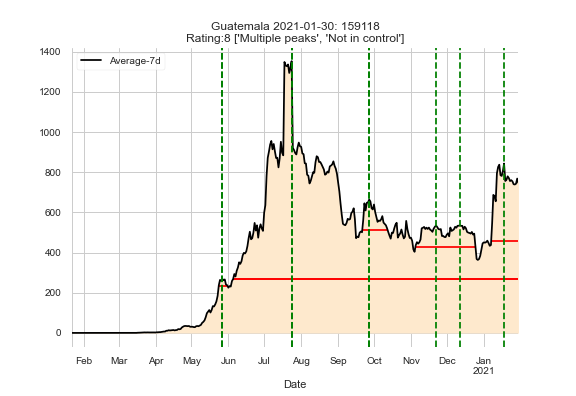 Guatemala 2021-01-30: 159118
Rating:8 ['Multiple peaks', 'Not in control']
Average-7d
1400
1200
1000
800
600
400
200
0
Feb Mar Apr May Jun Jul Aug Sep Oct Nov Dec Jan
2021
Date